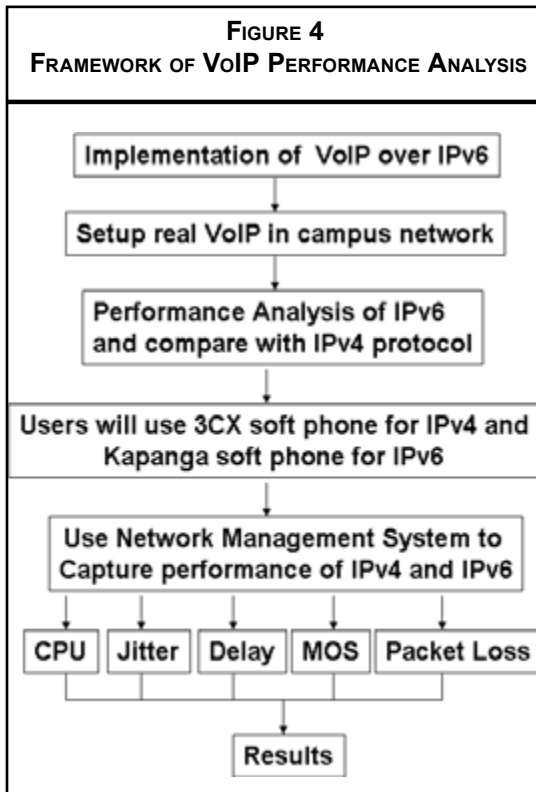 FIGURE 4
FRAMEWORK OF VOIP PERFORMANCE ANALYSIS
Implementation of VoIP over IPv6
Setup real VoIP in campus network
Performance Analysis of IPv6
and compare with IPv4 protocol
Users will use 3CX soft phone for IPv4 and
Kapanga soft phone for IPv6
Use Network Management System to
Capture performance of IPv4 and IPv6
CPU Jitter Delay MOS Packet Loss
Results